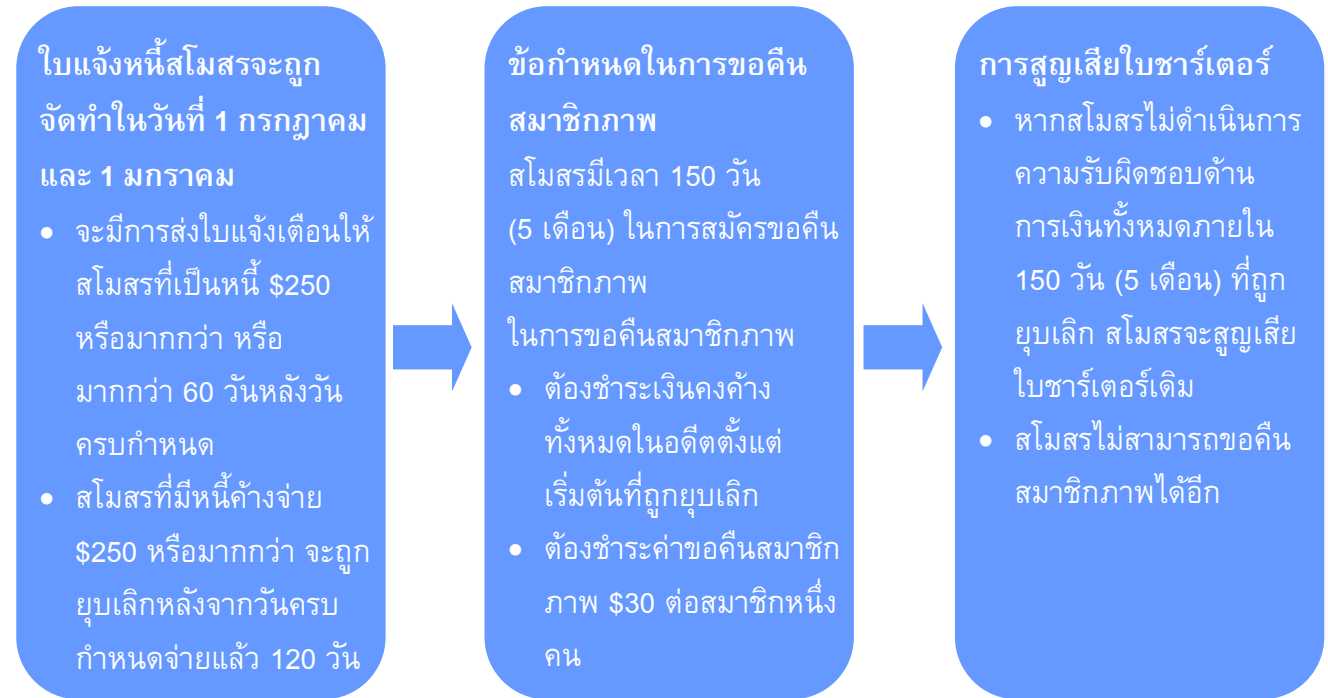 ใบแจ้งหนี้สโมสรจะถูก
จัดทำในวันที่ 1 กรกฎาคม
และ 1 มกราคม
• จะมีการส่งใบแจ้งเตือนให้
สโมสรที่เป็นหนี้ $250
หรือมากกว่า หรือ
มากกว่า 60 วันหลังวัน
ครบกำหนด
• สโมสรที่มีหนี้ค้างจ่าย
$250 หรือมากกว่า จะถูก
ยุบเลิกหลังจากวันครบ
กำหนดจ่ายแล้ว 120 วัน
ข้อกำหนดในการขอคืน
สมาชิกภาพ
สโมสรมีเวลา 150 วัน
(5 เดือน) ในการสมัครขอคืน
สมาชิกภาพ
ในการขอคืนสมาชิกภาพ
• ต้องชำระเงินคงค้าง
ทั้งหมดในอดีตตั้งแต่
เริ่มต้นที่ถูกยุบเลิก
• ต้องชำระค่าขอคืนสมาชิก
ภาพ $30 ต่อสมาชิกหนึ่ง
คน
การสูญเสียใบชาร์เตอร์
• หากสโมสรไม่ดำเนินการ
ความรับผิดชอบด้าน
การเงินทั้งหมดภายใน
150 วัน (5 เดือน) ที่ถูก
ยุบเลิก สโมสรจะสูญเสีย
ใบชาร์เตอร์เดิม
• สโมสรไม่สามารถขอคืน
สมาชิกภาพได้อีก